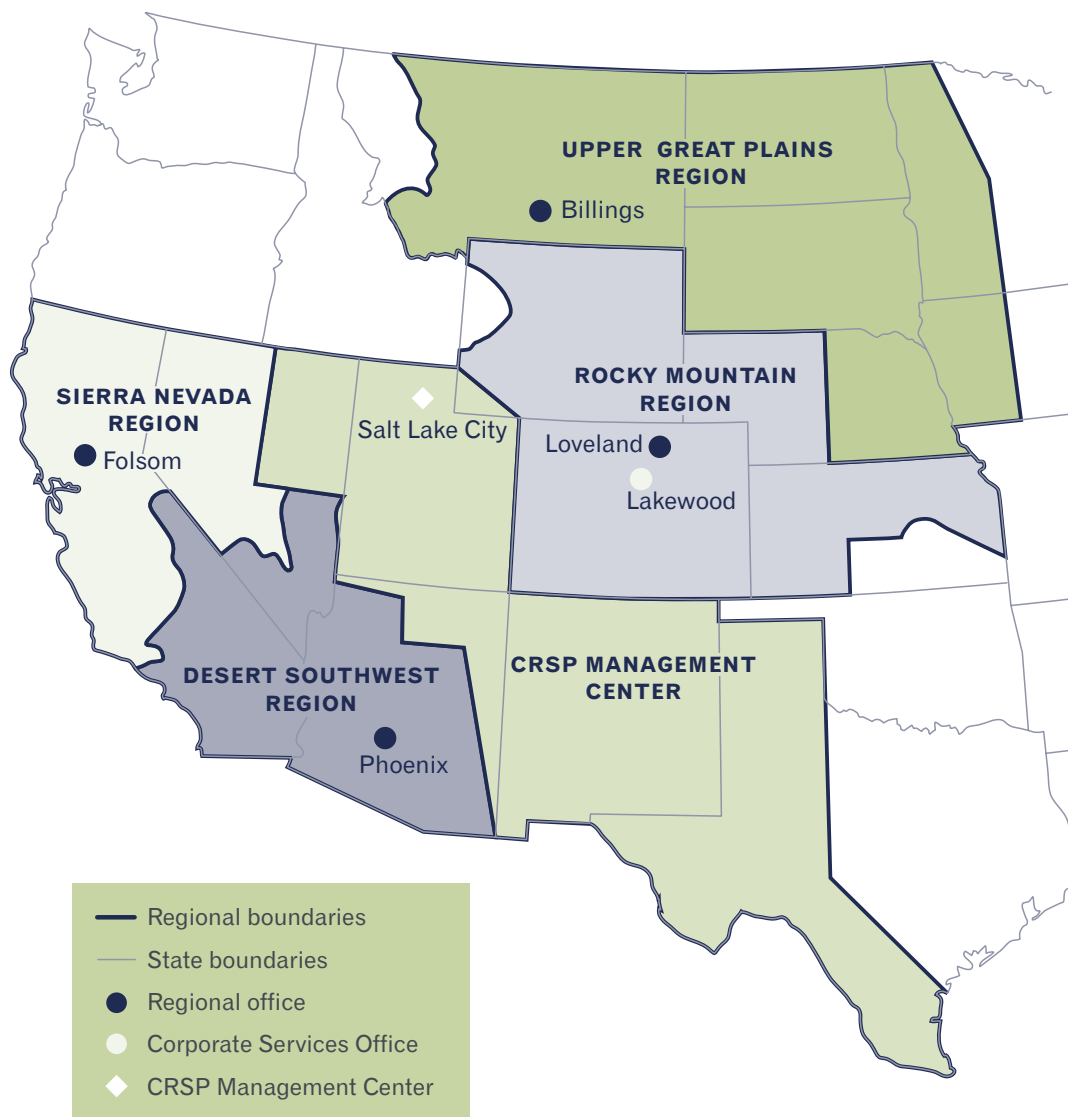 UPPER GREAT PLAINS
REGION
Billings
ROCKY MOUNTAIN
REGION
SIERRA NEVADA
REGION
Salt Lake City
Loveland
Folsom
Lakewood
CRSP MANAGEMENT
CENTER
DESERT SOUTHWEST
REGION
Phoenix
Regional boundaries
State boundaries
Regional office
Corporate Services Office
CRSP Management Center